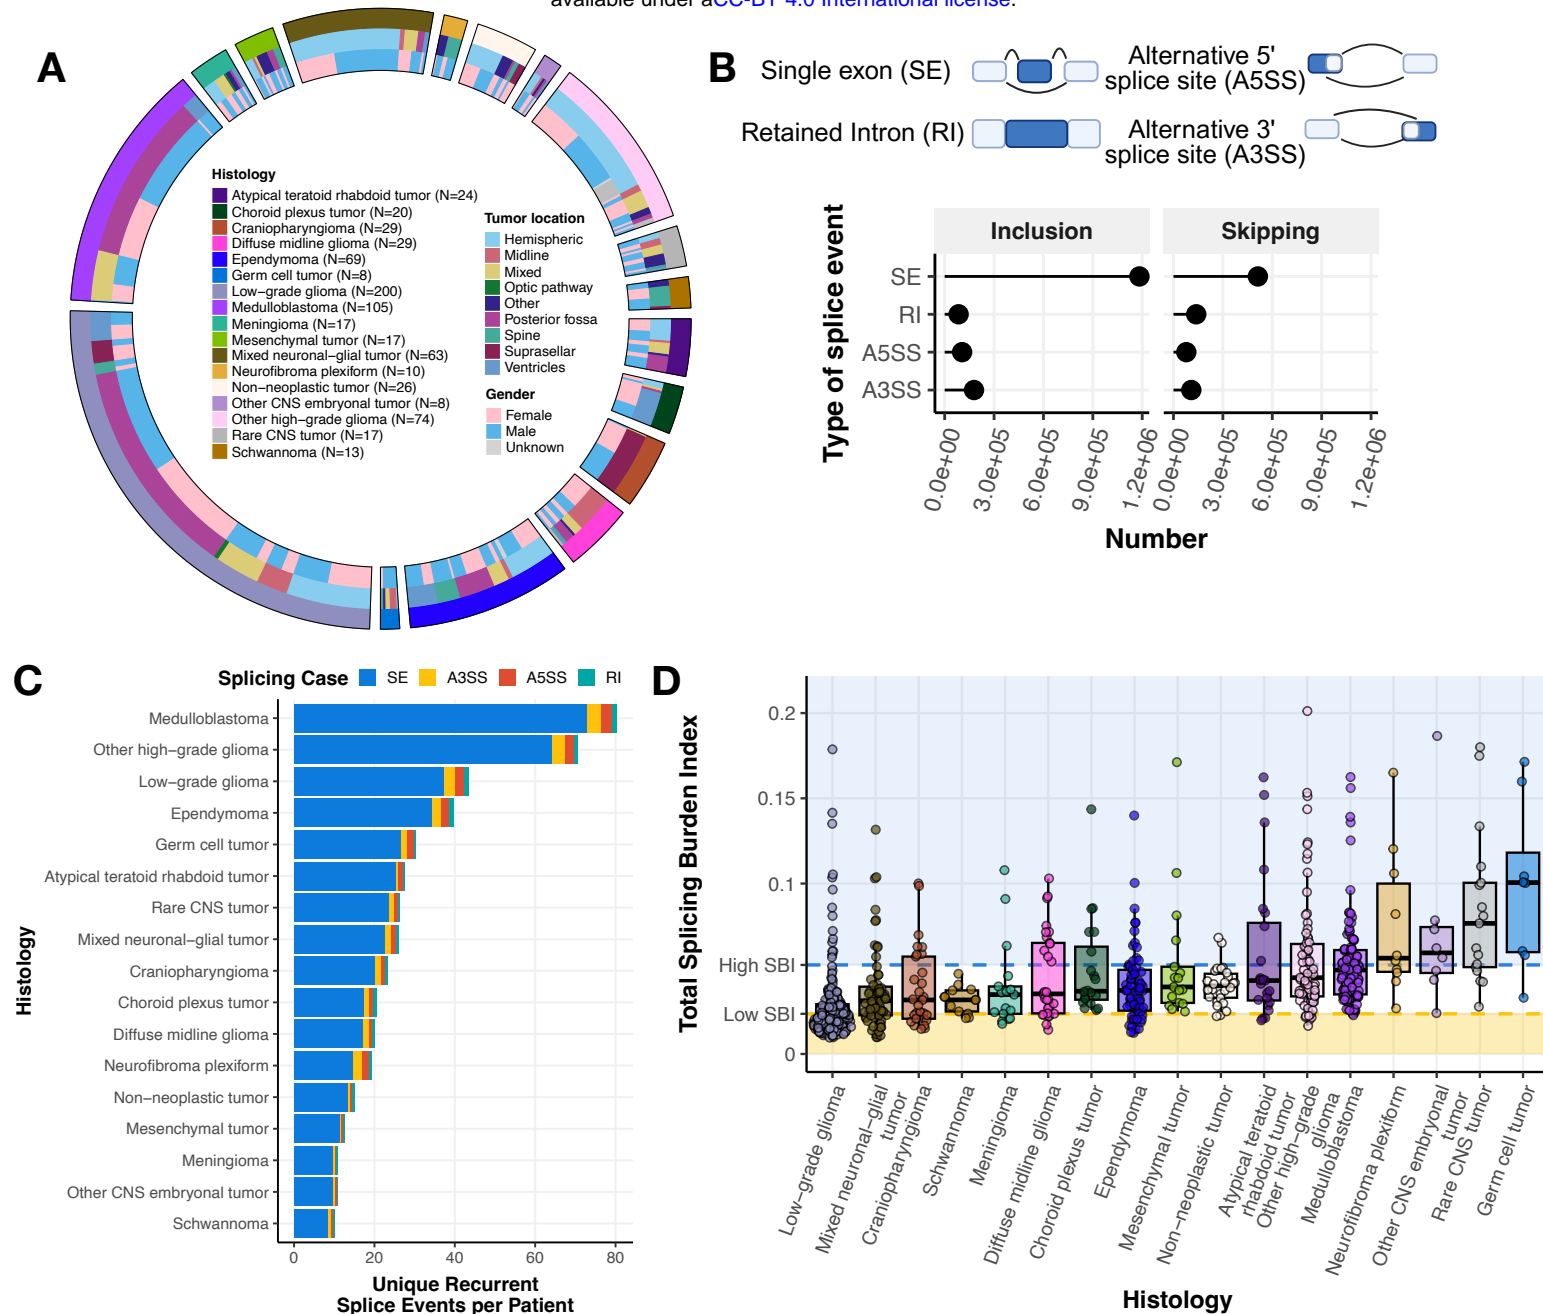 available under aCC-BY 4.0 International license.
A
Histology
Atypical teratoid rhabdoid tumor (N=24)
Choroid plexus tumor (N=20)
Craniopharyngioma (N=29)
Diffuse midline glioma (N=29)
Ependymoma (N=69)
Germ cell tumor (N=8)
Low-grade glioma (N=200)
Medulloblastoma (N=105)
Meningioma (N=17)
Mesenchymal tumor (N=17)
Mixed neuronal-glial tumor (N=63)
Neurofibroma plexiform (N=10)
Non-neoplastic tumor (N=26)
Other CNS embryonal tumor (N=8)
Other high-grade glioma (N=74)
Rare CNS tumor (N=17)
Schwannoma (N=13)
Tumor location
Hemispheric
Midline
Mixed
Optic pathway
Other
Posterior fossa
Spine
Suprasellar
Ventricles
Gender
Female
Male
Unknown
B
Single exon (SE)
Alternative 5'
splice site (A5SS)
Retained Intron (RI)
Alternative 3'
splice site (A3SS)
Inclusion
Skipping
Type of splice event
SE
RI
A5SS
A3SS
0.0e+00
3.0e+05
6.0e+05
9.0e+05
1.2e+06
0.0e+00
3.0e+05
6.0e+05
9.0e+05
1.2e+06
Number
C
Splicing Case
SE
A3SS
A5SS
RI
Histology
Medulloblastoma
Other high-grade glioma
Low-grade glioma
Ependymoma
Germ cell tumor
Atypical teratoid rhabdoid tumor
Rare CNS tumor
Mixed neuronal-glial tumor
Craniopharyngioma
Choroid plexus tumor
Diffuse midline glioma
Neurofibroma plexiform
Non-neoplastic tumor
Mesenchymal tumor
Meningioma
Other CNS embryonal tumor
Schwannoma
0
20
40
60
80
Unique Recurrent
Splice Events per Patient
D
Total Splicing Burden Index
0.2
0.15
0.1
High SBI
Low SBI
0
Low-grade glioma
Mixed neuronal-glial
tumor
Craniopharyngioma
Schwannoma
Meningioma
Diffuse midline glioma
Choroid plexus tumor
Ependymoma
Mesenchymal tumor
Non-neoplastic tumor
Atypical teratoid
rhabdoid tumor
Other high-grade
glioma
Medulloblastoma
Neurofibroma plexiform
Other CNS embryonal
tumor
Rare CNS tumor
Germ cell tumor
Histology